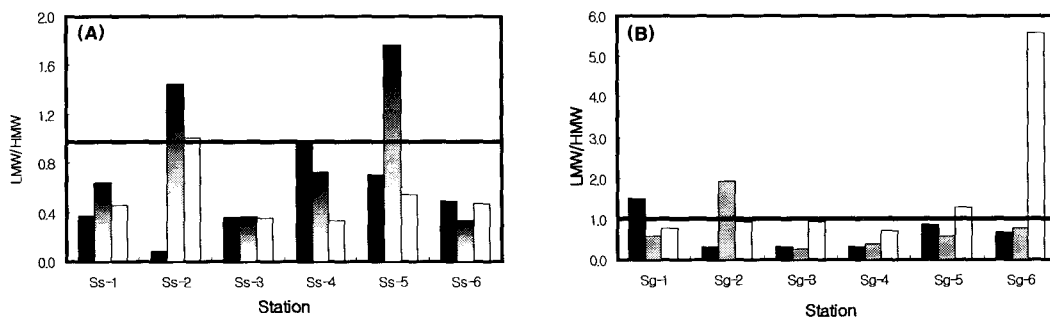 (A)
LMW/HMW
2.0
1.6
1.2
0.8
0.4
0.0
Ss-1 Ss-2 Ss-3 Ss-4 Ss-5 Ss-6
Station
(B)
LMW/HMW
6.0
5.0
4.0
3.0
2.0
1.0
0.0
Sg-1 Sg-2 Sg-3 Sg-4 Sg-5 Sg-6
Station